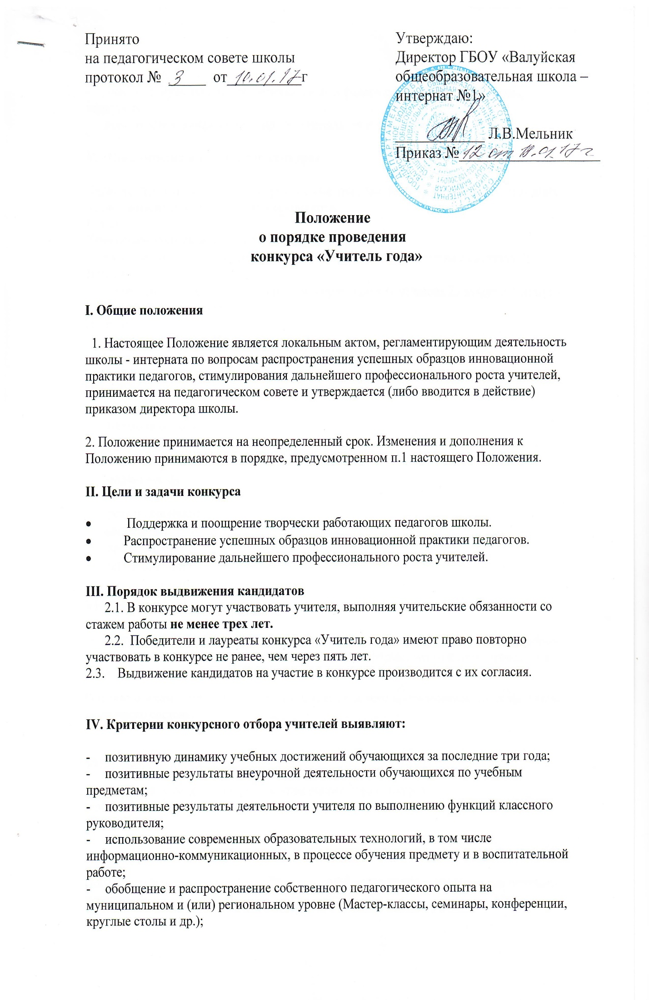 Принято
на педагогическом совете школы
протокол № 3 от 10.01.17г
Утверждаю:
Директор ГБОУ «Валуйская
общеобразовательная школа –
интернат №1»
Л.В.Мельник
Приказ № 12 от 18.01.17г
Положение
о порядке проведения
конкурса «Учитель года»
I. Общие положения
1. Настоящее Положение является локальным актом, регламентирующим деятельность
школы - интерната по вопросам распространения успешных образцов инновационной
практики педагогов, стимулирования дальнейшего профессионального роста учителей,
принимается на педагогическом совете и утверждается (либо вводится в действие)
приказом директора школы.
2. Положение принимается на неопределенный срок. Изменения и дополнения к
Положению принимаются в порядке, предусмотренном п.1 настоящего Положения.
II. Цели и задачи конкурса
• Поддержка и поощрение творчески работающих педагогов школы.
• Распространение успешных образцов инновационной практики педагогов.
• Стимулирование дальнейшего профессионального роста учителей.
III. Порядок выдвижения кандидатов
2.1. В конкурсе могут участвовать учителя, выполняя учительские обязанности со
стажем работы не менее трех лет.
2.2. Победители и лауреаты конкурса «Учитель года» имеют право повторно
участвовать в конкурсе не ранее, чем через пять лет.
2.3. Выдвижение кандидатов на участие в конкурсе производится с их согласия.
IV. Критерии конкурсного отбора учителей выявляют:
- позитивную динамику учебных достижений обучающихся за последние три года;
- позитивные результаты внеурочной деятельности обучающихся по учебным
предметам;
- позитивные результаты деятельности учителя по выполнению функций классного
руководителя;
- использование современных образовательных технологий, в том числе
информационно-коммуникационных, в процессе обучения предмету и в воспитательной
работе;
- обобщение и распространение собственного педагогического опыта на
муниципальном и (или) региональном уровне (Мастер-классы, семинары, конференции,
круглые столы и др.);